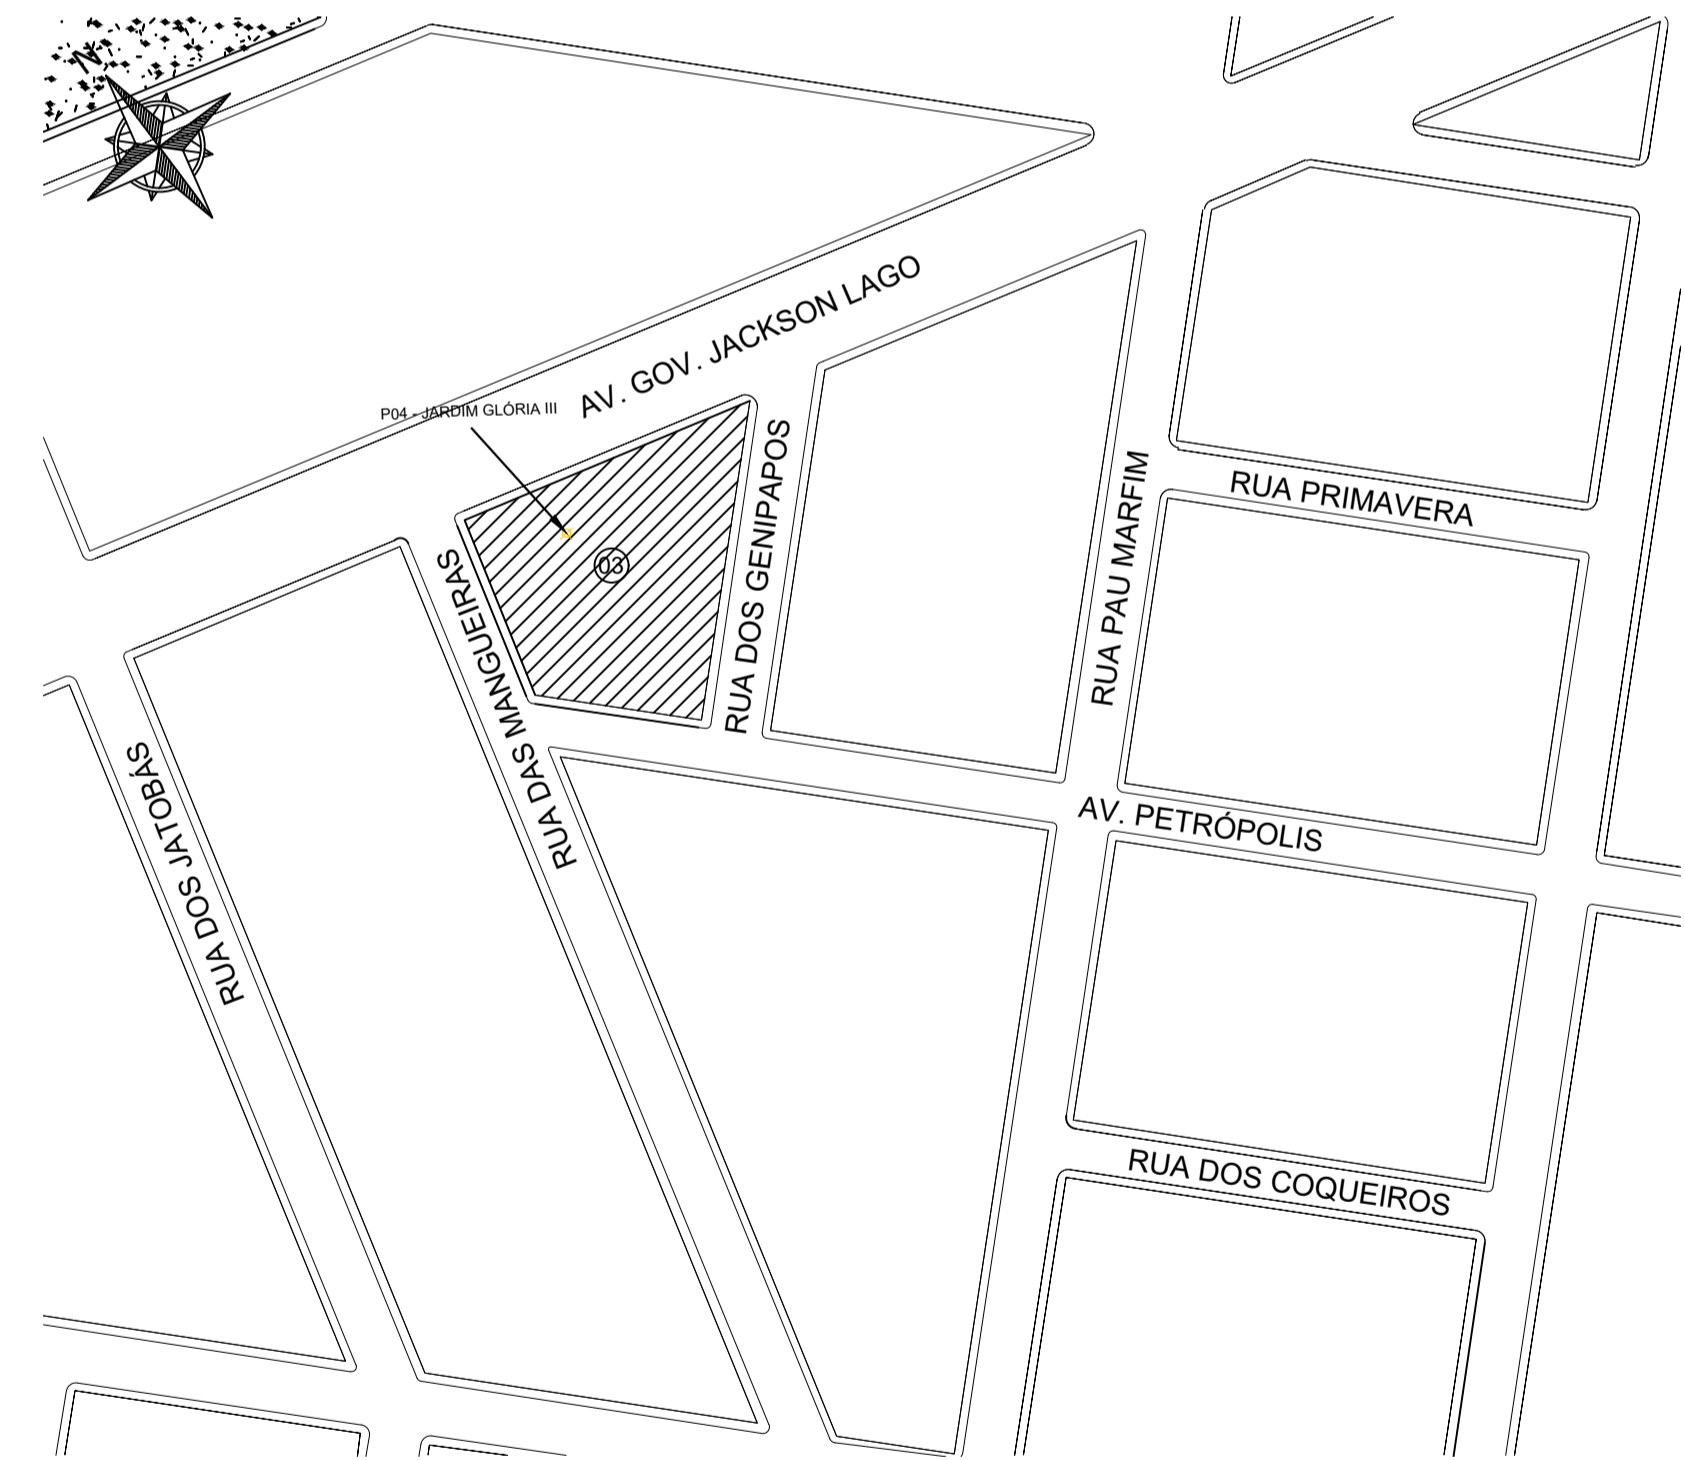 N
AV. GOV. JACKSON LAGO
P04 - JARDIM GLÓRIA III
03
RUA DAS MANGUEIRAS
RUA DOS GENIPAPOS
RUA PAU MARFIM
RUA PRIMAVERA
RUA DOS JATOBÁS
AV. PETRÓPOLIS
RUA DOS COQUEIROS